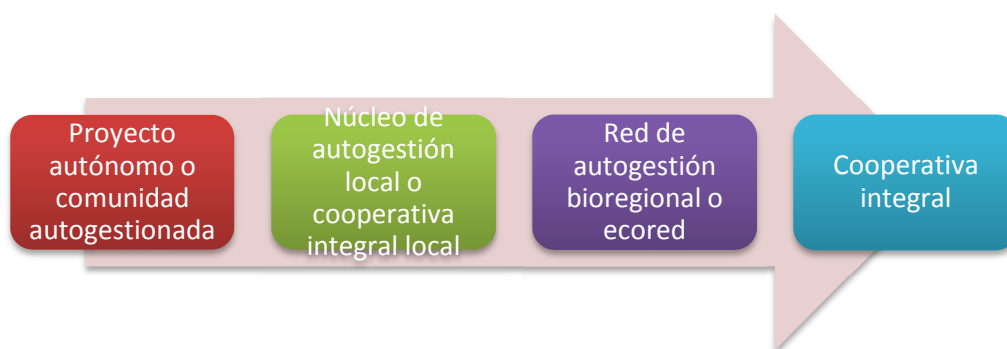 Proyecto
autónomo o
comunidad
autogestionada
Núcleo de
autogestión
local o
cooperativa
integral local
Red de
autogestión
bioregional o
ecored
Cooperativa
integral